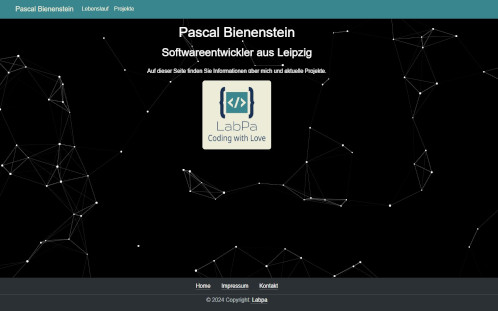 Pascal Bienenstein Lebenslauf Projekte
Pascal Bienenstein
Softwareentwickler aus Leipzig
Auf dieser Seite finden Sie Informationen über mich und aktuelle Projekte.
{</>}
LabPa
Coding with Love
Home Impressum Kontakt
© 2024 Copyright: Labpa